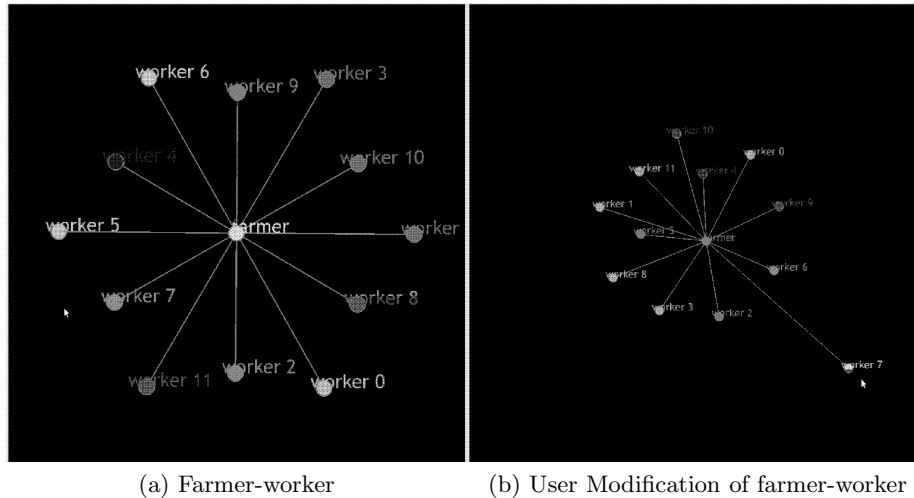 worker 6
worker 3
worker 9
worker 4
worker 10
worker 5
farmer
worker
worker 7
worker 8
worker 11
worker 2
worker 0
worker 10
worker 0
worker 11
worker 4
worker 1
worker 9
worker 5
farmer
worker 8
worker 6
worker 3
worker 2
worker 7
(a) Farmer-worker
(b) User Modification of farmer-worker